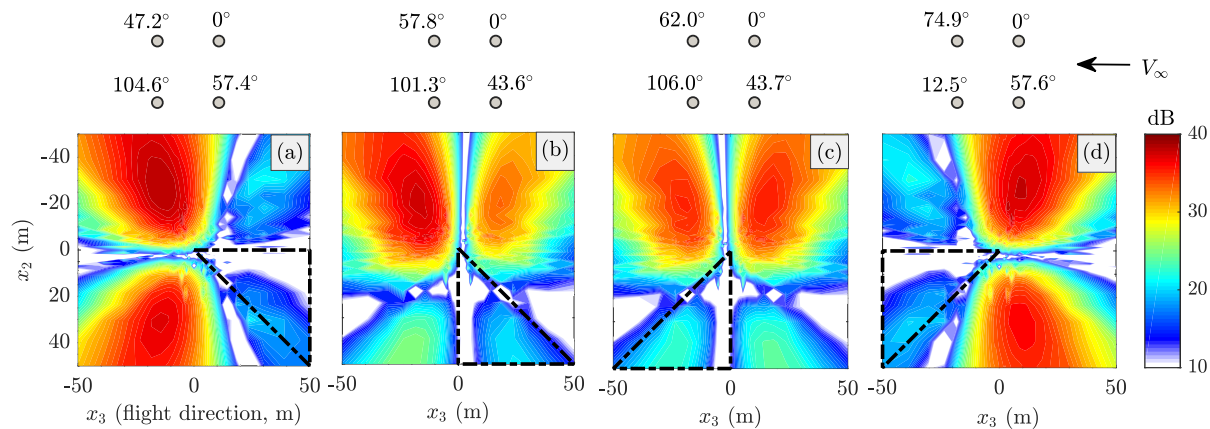 47.2° 0° 57.8° 0° 62.0° 0° 74.9° 0°
V∞
104.6° 57.4° 101.3° 43.6° 106.0° 43.7° 12.5° 57.6°
dB
(a) (b) (c) (d)
40
-40
-20
30
x₂ (m) 0
20
20
40
10
-50 0 50 -50 0 50 -50 0 50 -50 0 50
x₃ (flight direction, m) x₃ (m) x₃ (m) x₃ (m)